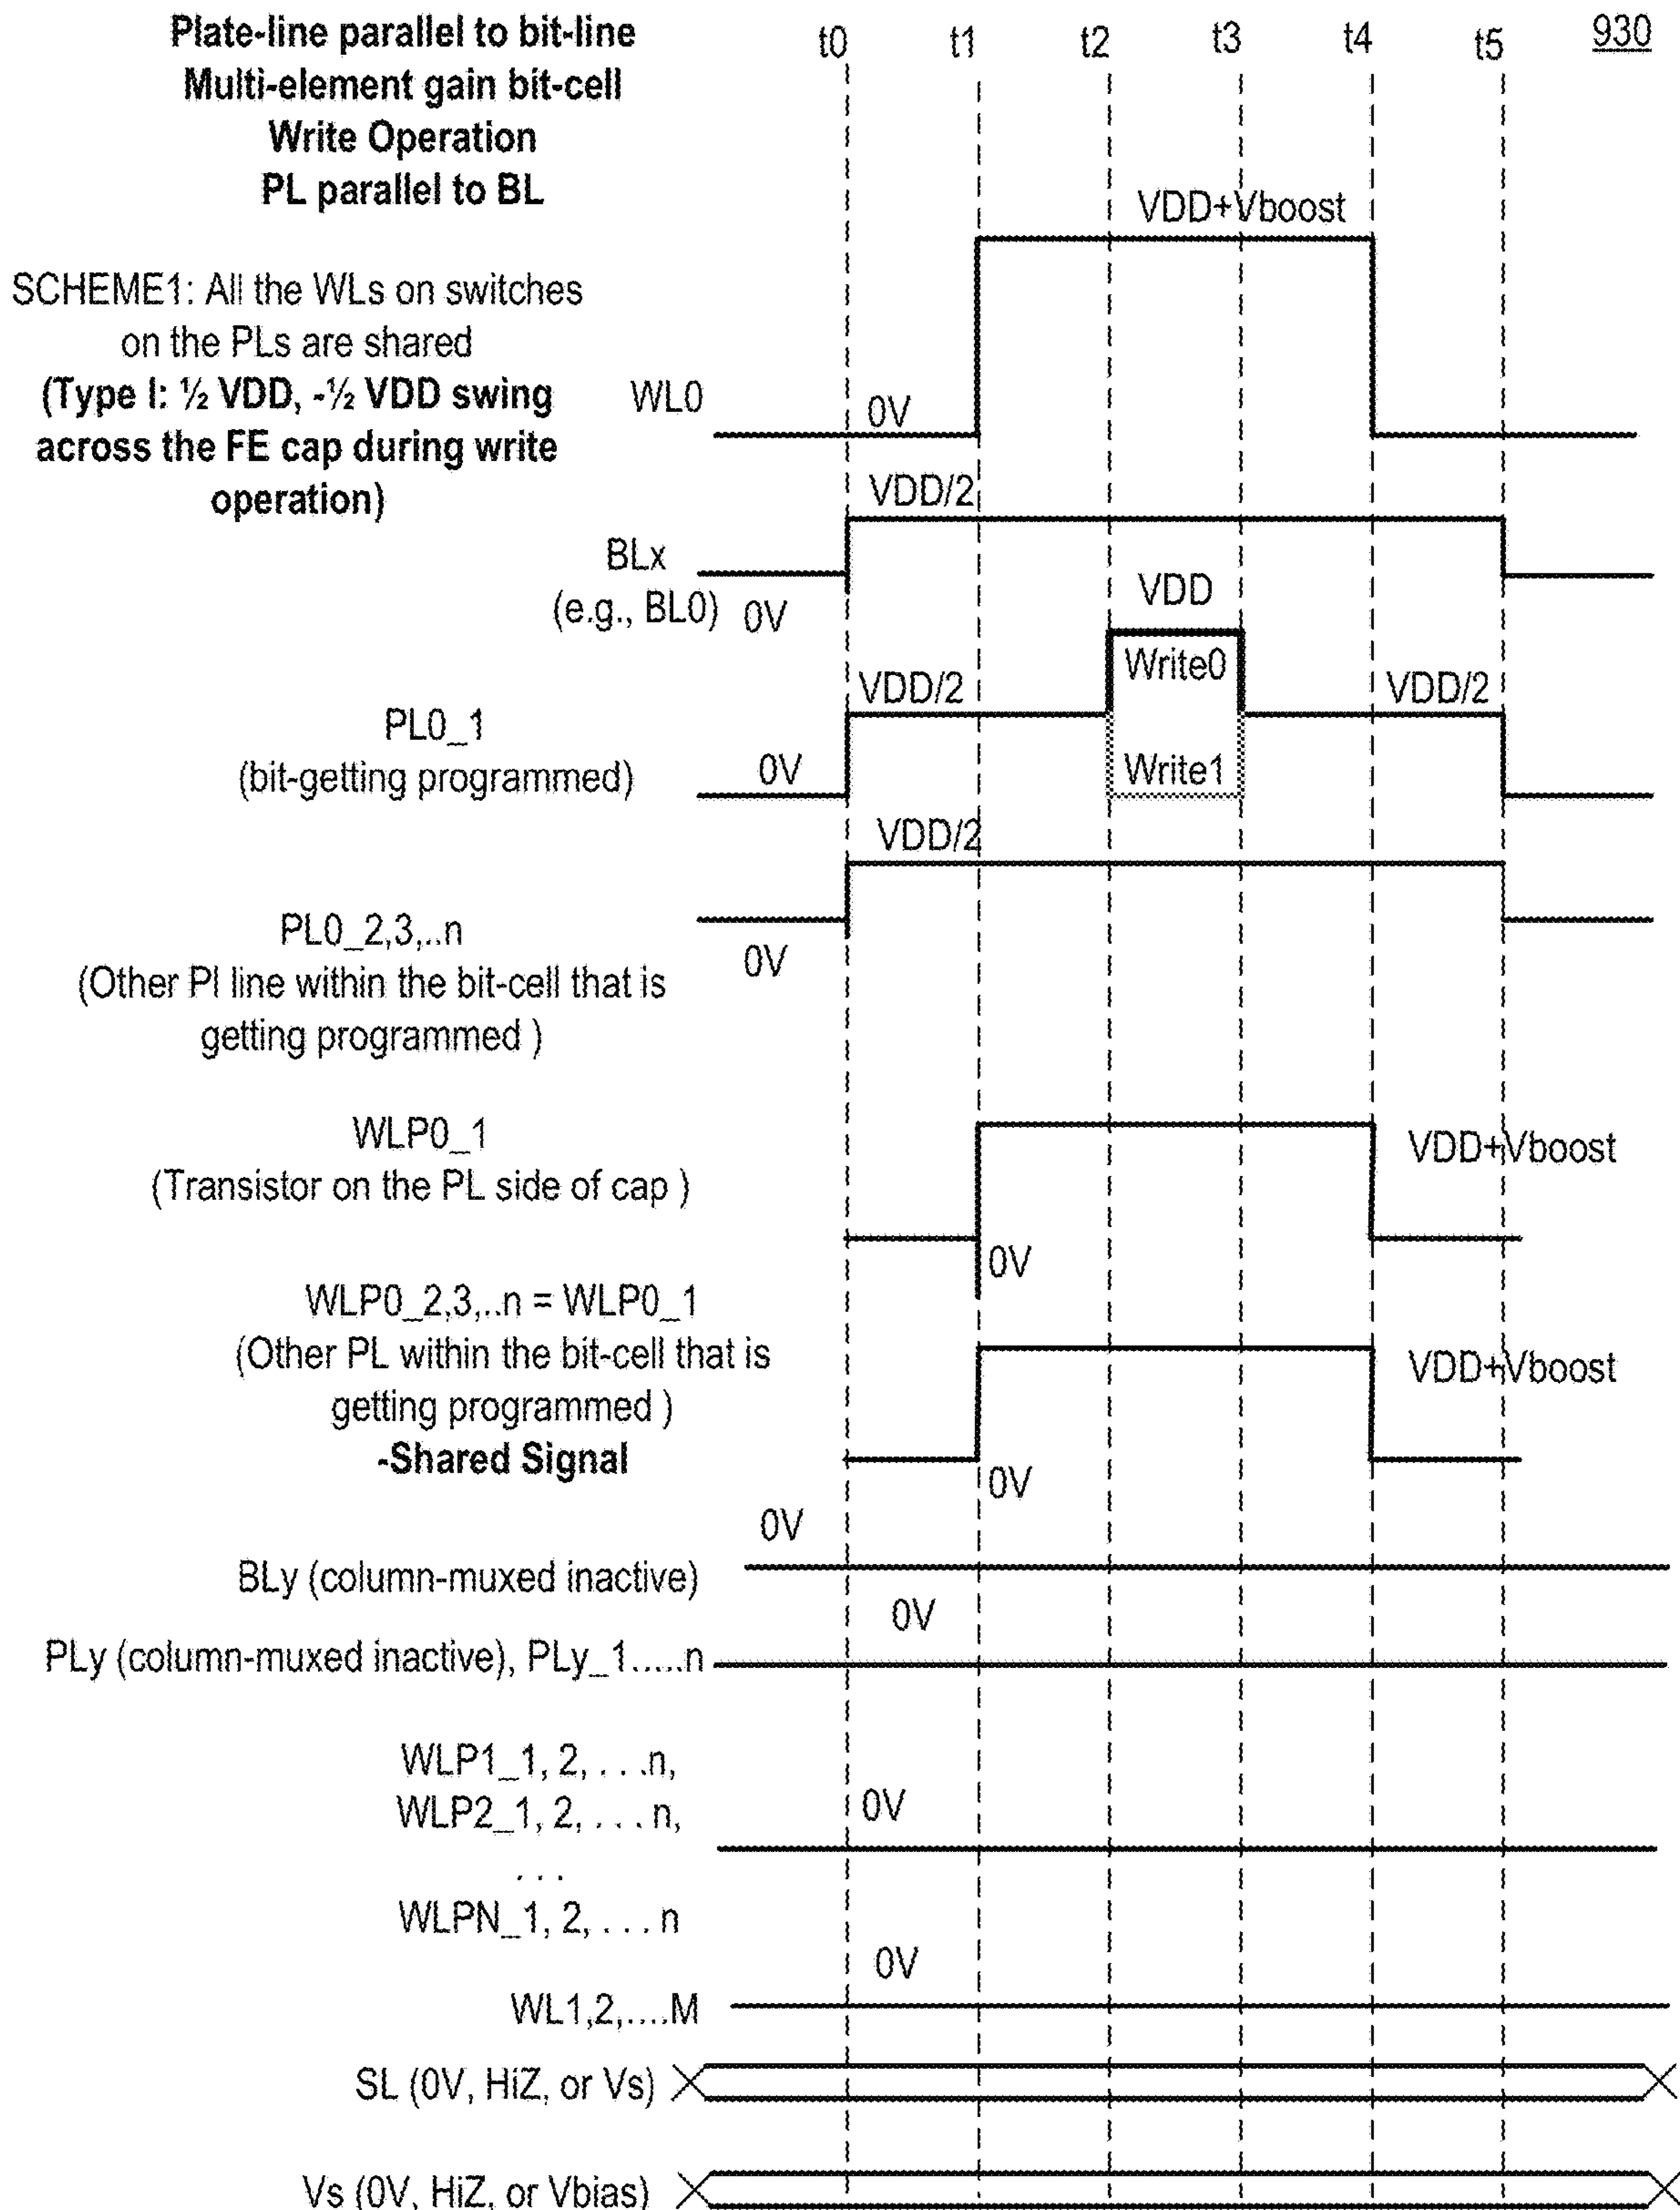 Plate-line parallel to bit-line
Multi-element gain bit-cell
Write Operation
PL parallel to BL
t0 t1 t2 t3 t4 t5 930
VDD+Vboost
SCHEME1: All the WLs on switches
on the PLs are shared
(Type I: ½ VDD, -½ VDD swing
across the FE cap during write
operation)
WL0 0V
VDD/2
BLx
(e.g., BL0) 0V
VDD
Write0
VDD/2 VDD/2
PL0_1
(bit-getting programmed) 0V
Write1
VDD/2
PL0_2,3,..n
(Other Pl line within the bit-cell that is
getting programmed )
0V
WLP0_1
(Transistor on the PL side of cap )
VDD+Vboost
0V
WLP0_2,3,..n = WLP0_1
(Other PL within the bit-cell that is
getting programmed )
-Shared Signal
VDD+Vboost
0V
0V
BLy (column-muxed inactive)
0V
PLy (column-muxed inactive), PLy_1.....n
WLP1_1, 2, . . .n,
WLP2_1, 2, . . . n,
. . .
WLPN_1, 2, . . . n
0V
0V
WL1,2,....M
SL (0V, HiZ, or Vs)
Vs (0V, HiZ, or Vbias)